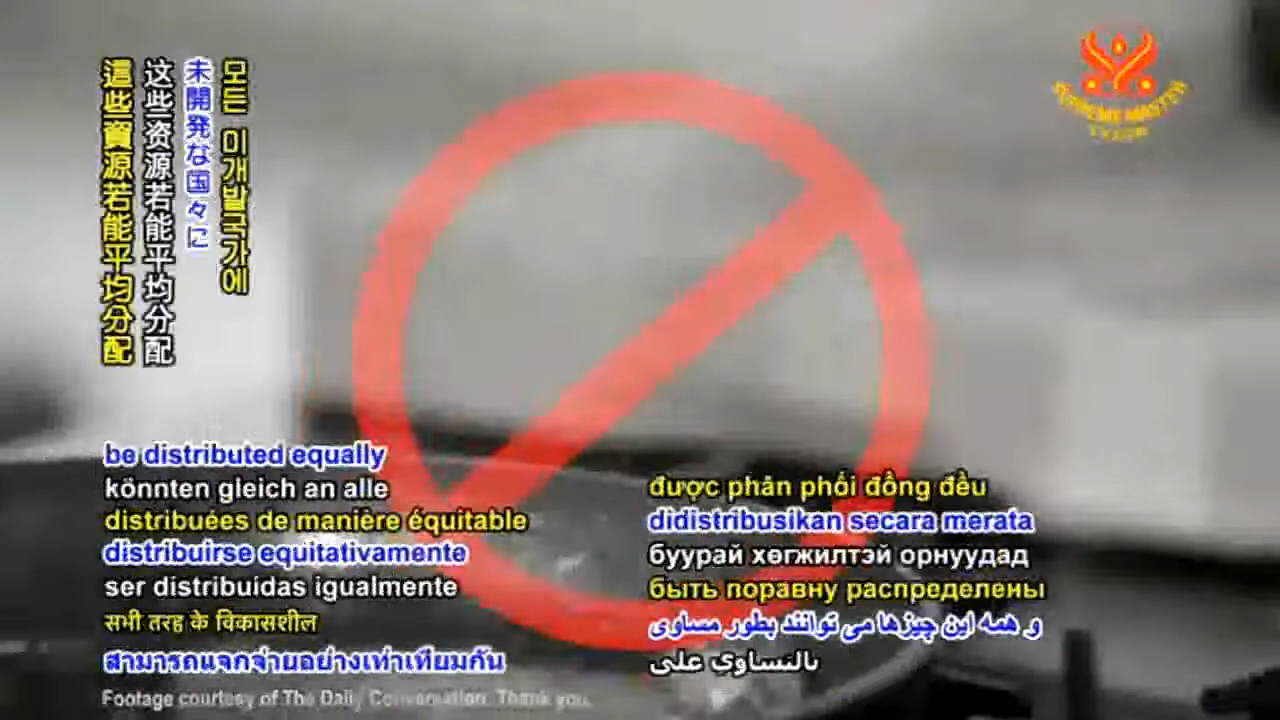 這些資源若能平均分配
这些资源若能平均分配
未開発な国々に
모든 미개발국가에
SUPREME MASTER
be distributed equally
könnten gleich an alle
distribuées de manière équitable
distribuirse equitativamente
ser distribuídas igualmente
सभी तरह के विकासशील
สามารถแจกจ่ายอย่างเท่าเทียมกัน
được phân phối đồng đều
didistribusikan secara merata
буурай хөгжилтэй орнуудад
быть поравну распределены
و همه این چیزها می توانند بطور مساوی
بالتساوي على
Footage courtesy of The Daily Conversation. Thank you.